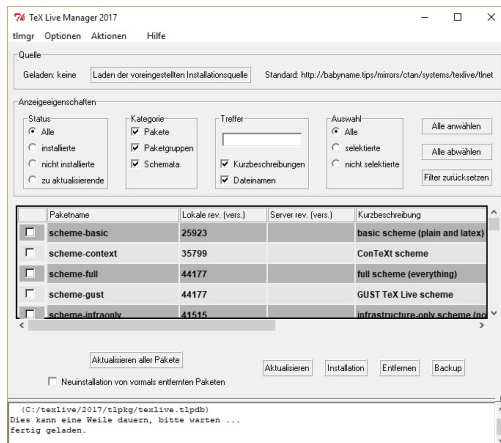 TeX Live Manager 2017
tlmgr Optionen Aktionen Hilfe
Quelle
Geladen: keine Laden der voreingestellten Installationsquelle Standard: http://babyname.tips/mirrors/ctan/systems/texlive/tlnet
Anzeigeeigenschaften
Status Kategorie Treffer Auswahl
Alle Pakete Alle Alle anwählen
installierte Paketgruppen selektierte
nicht installierte Schemata Kurzbeschreibungen nicht selektierte Alle abwählen
zu aktualisierende Dateinamen Filter zurücksetzen
Paketname Lokale rev. (vers.) Server rev. (vers.) Kurzbeschreibung
scheme-basic 25923 basic scheme (plain and latex)
scheme-context 35799 ConTeXt scheme
scheme-full 44177 full scheme (everything)
scheme-gust 44177 GUST TeX Live scheme
scheme-infraonly 41515 infrastructure-only scheme (no
Aktualisieren aller Pakete Aktualisieren Installation Entfernen Backup
Neuinstallation von vormals entfernten Paketen
(C:/texlive/2017/tlpkg/texlive.tlpdb)
Dies kann eine Weile dauern, bitte warten ...
fertig geladen.